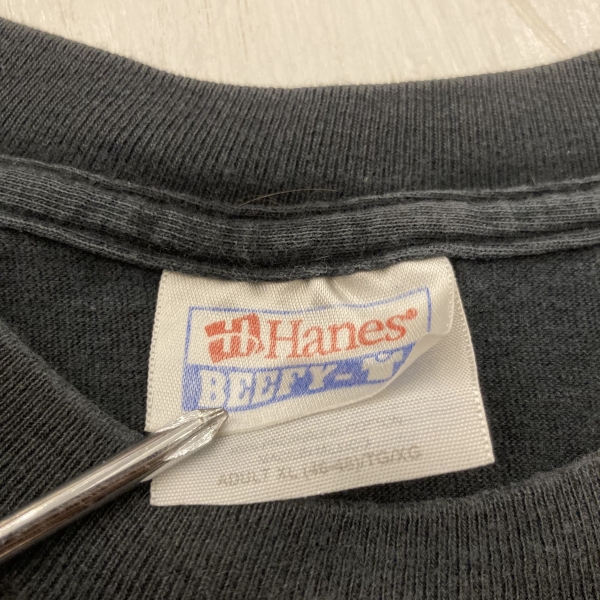 Hanes®
BEEFY-
ADULT XL (46-48)/TG/XG